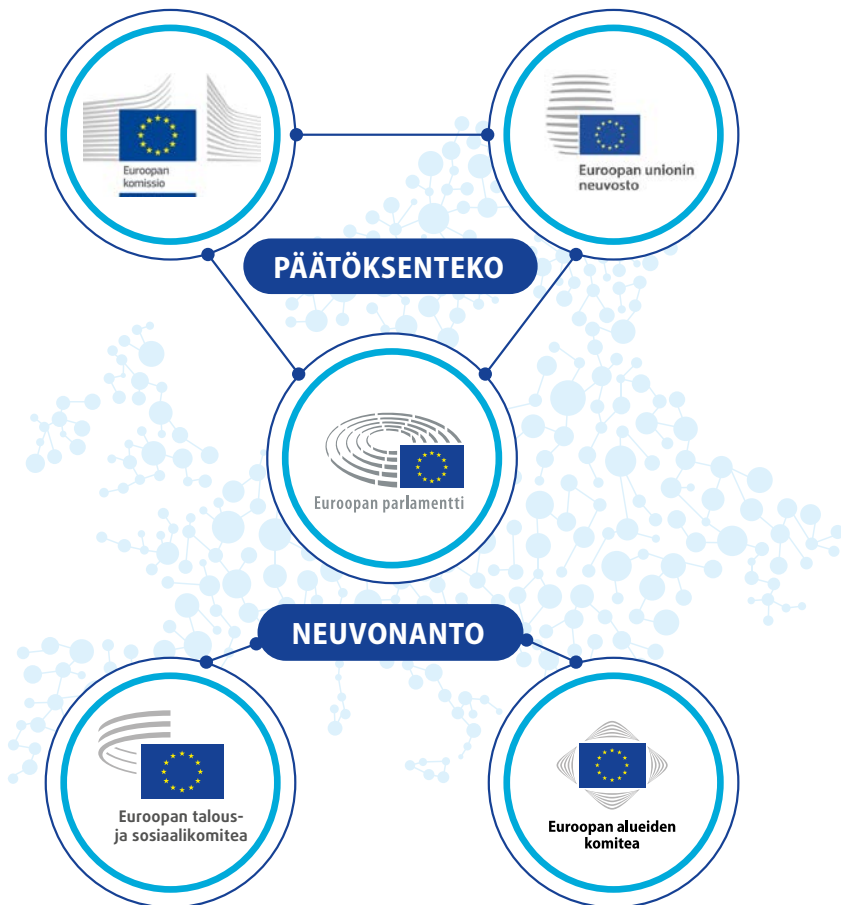 Euroopan
komissio
Euroopan unionin
neuvosto
PÄÄTÖKSENTEKO
Euroopan parlamentti
NEUVONANTO
Euroopan talous-
ja sosiaalikomitea
Euroopan alueiden
komitea